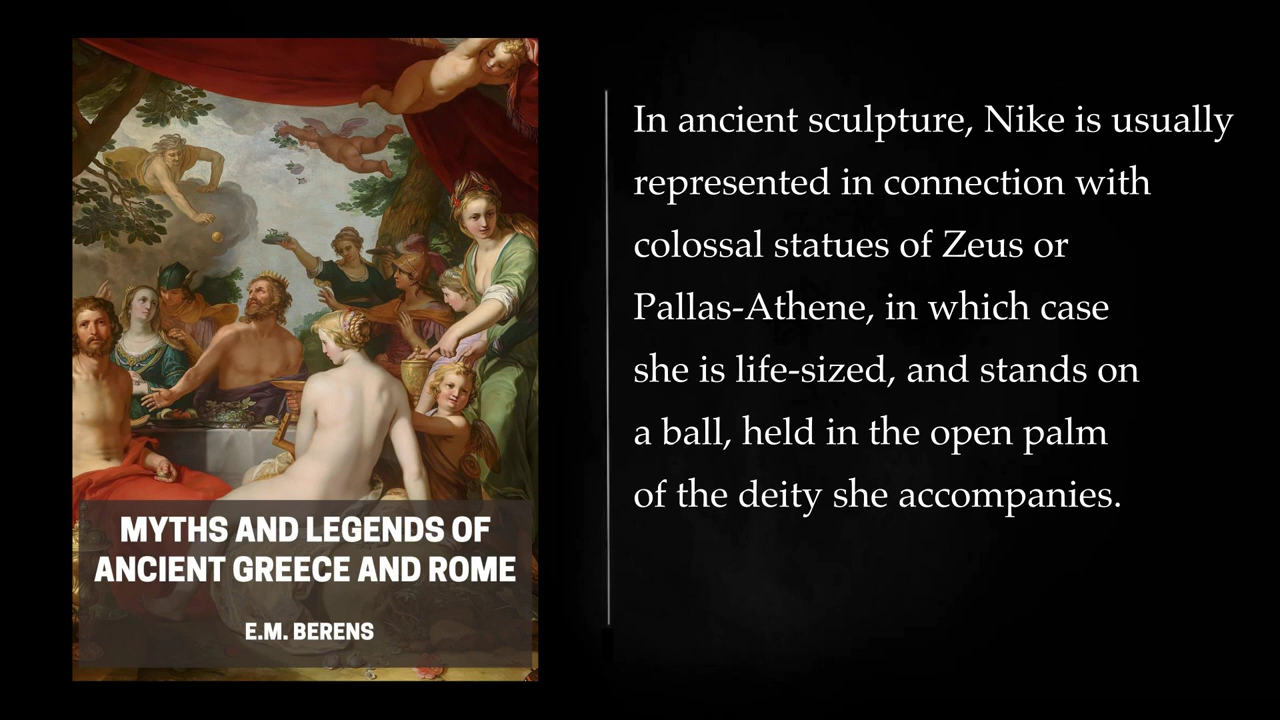 MYTHS AND LEGENDS OF
ANCIENT GREECE AND ROME
E.M. BERENS
In ancient sculpture, Nike is usually
represented in connection with
colossal statues of Zeus or
Pallas-Athene, in which case
she is life-sized, and stands on
a ball, held in the open palm
of the deity she accompanies.